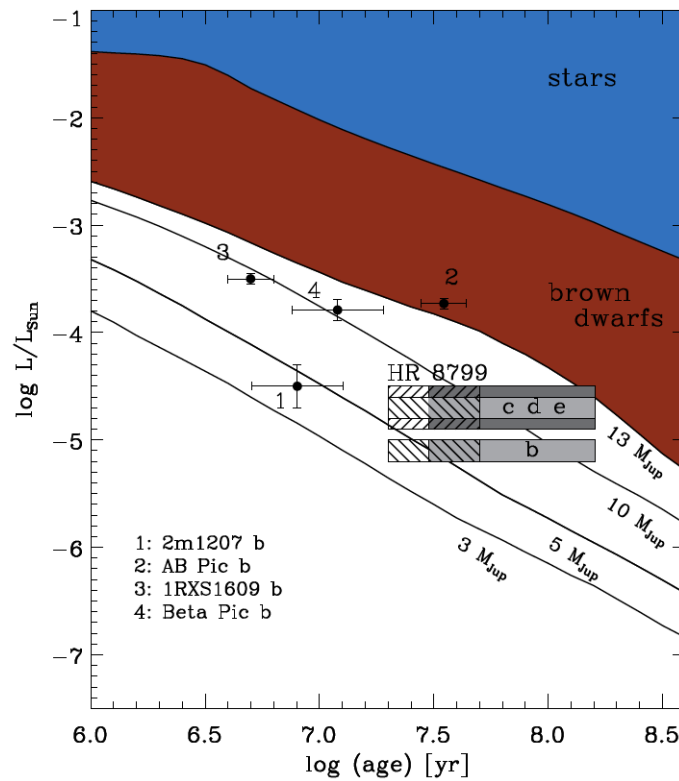 -1
-2
-3
-4
-5
-6
-7
log L/L_Sun
stars
brown
dwarfs
3
4
2
1
HR 8799
c d e
b
13 M_Jup
10 M_Jup
5 M_Jup
3 M_Jup
1: 2m1207 b
2: AB Pic b
3: 1RXS1609 b
4: Beta Pic b
6.0 6.5 7.0 7.5 8.0 8.5
log (age) [yr]